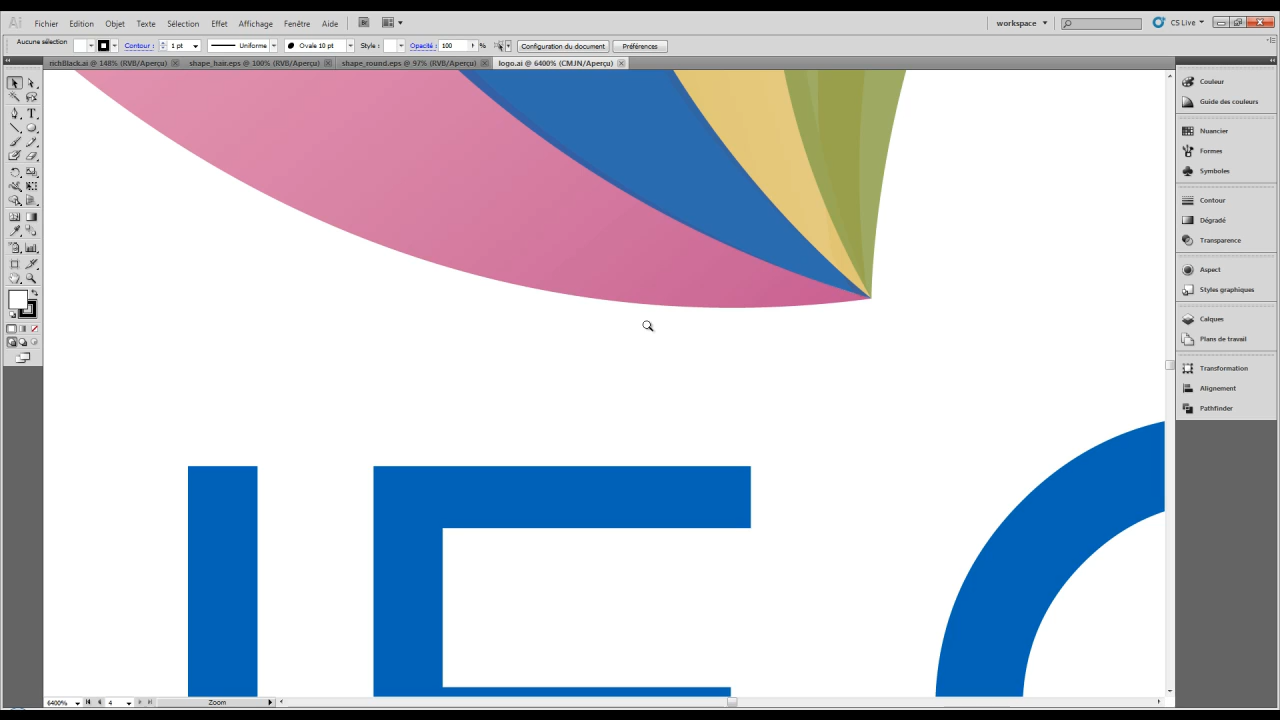 Ai Fichier Edition Objet Texte Sélection Effet Affichage Fenêtre Aide Br workspace CS Live
Aucune sélection Contour : 1 pt Uniforme Ovale 10 pt Style : Opacité : 100 % Configuration du document Préférences
richBlack.ai @ 148% (RVB/Aperçu) shape_hair.eps @ 100% (RVB/Aperçu) shape_round.eps @ 97% (RVB/Aperçu) logo.ai @ 6400% (CMJN/Aperçu)
Couleur
Guide des couleurs
Nuancier
Formes
Symboles
Contour
Dégradé
Transparence
Aspect
Styles graphiques
Calques
Plans de travail
Transformation
Alignement
Pathfinder
6400% 4 Zoom